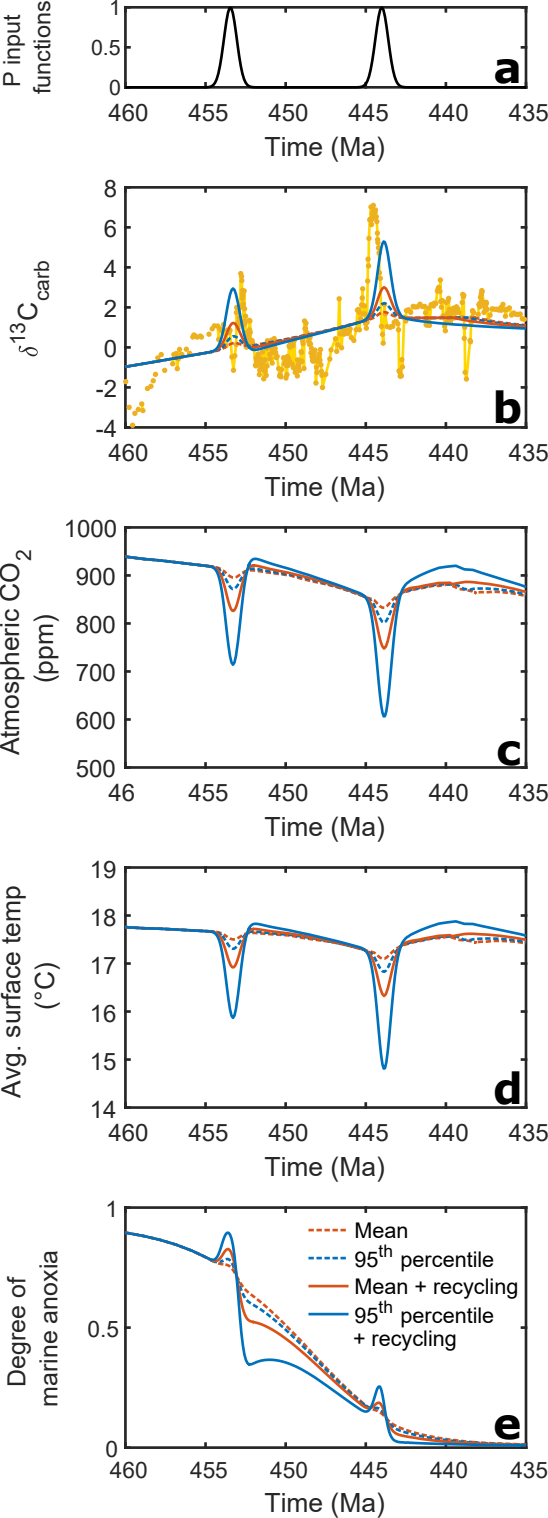 P input
functions
1
0.5
0
a
460 455 450 445 440 435
Time (Ma)
δ¹³C_carb
8
6
4
2
0
-2
-4
b
460 455 450 445 440 435
Time (Ma)
Atmospheric CO₂
(ppm)
1000
900
800
700
600
500
c
46 455 450 445 440 435
Time (Ma)
Avg. surface temp
(°C)
19
18
17
16
15
14
d
460 455 450 445 440 435
Time (Ma)
Degree of
marine anoxia
1
0.5
0
Mean
95th percentile
Mean + recycling
95th percentile
+ recycling
e
460 455 450 445 440 435
Time (Ma)